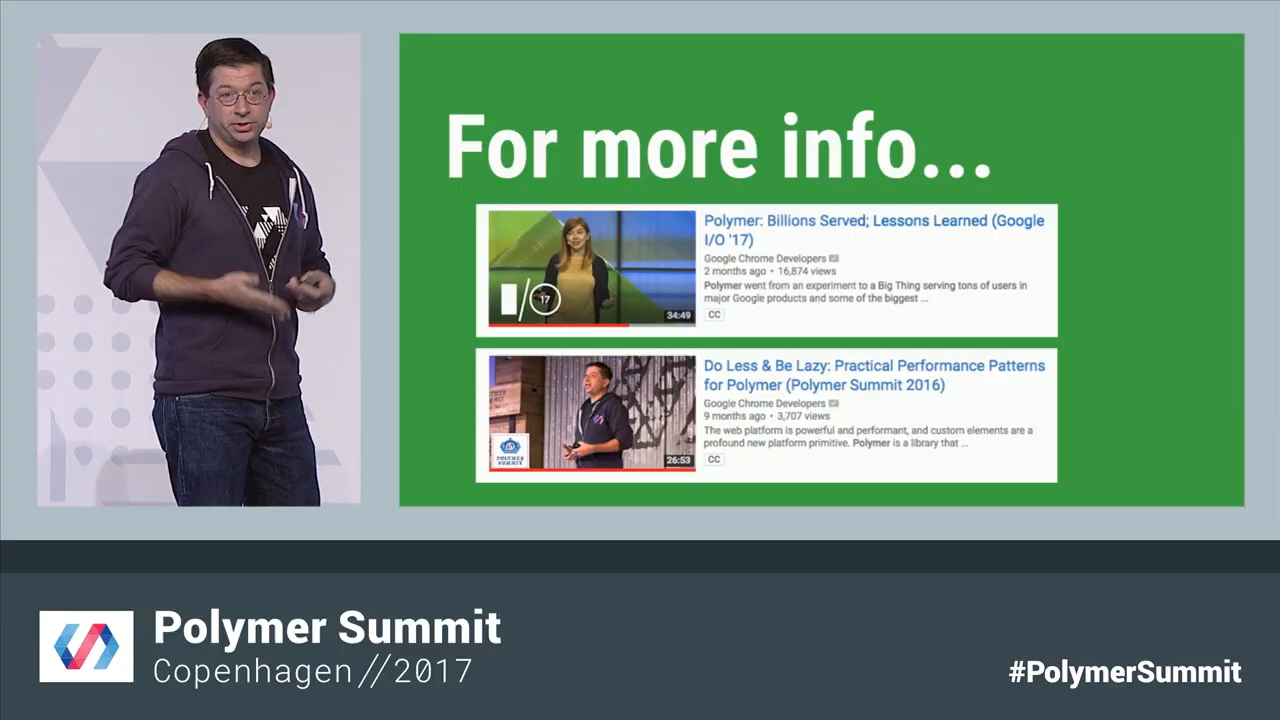 For more info...
Polymer: Billions Served; Lessons Learned (Google
I/O '17)
Google Chrome Developers
2 months ago • 16,874 views
Polymer went from an experiment to a Big Thing serving tons of users in
major Google products and some of the biggest ...
CC
17
34:49
Do Less & Be Lazy: Practical Performance Patterns
for Polymer (Polymer Summit 2016)
Google Chrome Developers
9 months ago • 3,707 views
The web platform is powerful and performant, and custom elements are a
profound new platform primitive. Polymer is a library that ...
CC
POLYMER
SUMMIT
26:53
Polymer Summit
Copenhagen//2017
#PolymerSummit